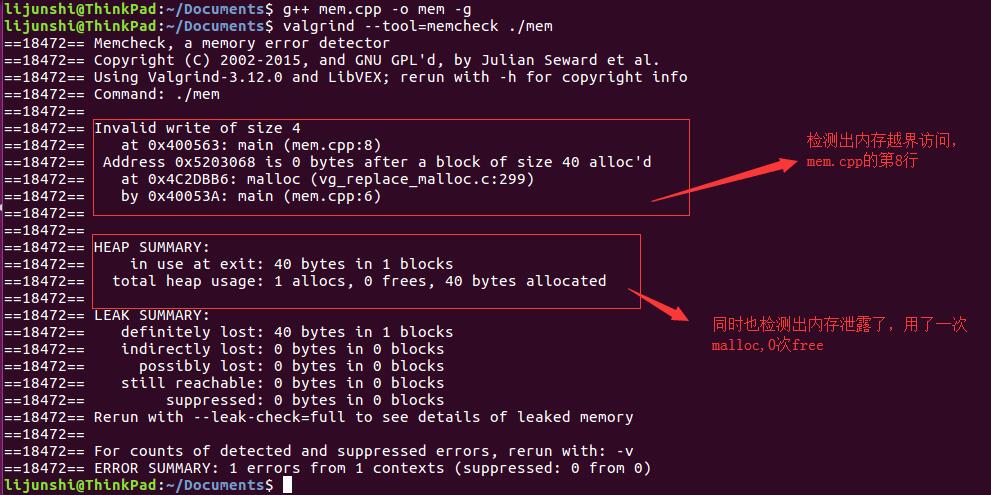 lijunshi@ThinkPad:~/Documents$ g++ mem.cpp -o mem -g
lijunshi@ThinkPad:~/Documents$ valgrind --tool=memcheck ./mem
==18472== Memcheck, a memory error detector
==18472== Copyright (C) 2002-2015, and GNU GPL'd, by Julian Seward et al.
==18472== Using Valgrind-3.12.0 and LibVEX; rerun with -h for copyright info
==18472== Command: ./mem
==18472==
==18472== Invalid write of size 4
==18472==    at 0x400563: main (mem.cpp:8)
==18472==  Address 0x5203068 is 0 bytes after a block of size 40 alloc'd
==18472==    at 0x4C2DBB6: malloc (vg_replace_malloc.c:299)
==18472==    by 0x40053A: main (mem.cpp:6)
==18472==
检测出内存越界访问，
mem.cpp的第8行
==18472==
==18472== HEAP SUMMARY:
==18472==     in use at exit: 40 bytes in 1 blocks
==18472==   total heap usage: 1 allocs, 0 frees, 40 bytes allocated
==18472==
==18472== LEAK SUMMARY:
==18472==    definitely lost: 40 bytes in 1 blocks
==18472==    indirectly lost: 0 bytes in 0 blocks
==18472==      possibly lost: 0 bytes in 0 blocks
==18472==    still reachable: 0 bytes in 0 blocks
==18472==         suppressed: 0 bytes in 0 blocks
同时也检测出内存泄露了，用了一次
malloc,0次free
==18472== Rerun with --leak-check=full to see details of leaked memory
==18472==
==18472== For counts of detected and suppressed errors, rerun with: -v
==18472== ERROR SUMMARY: 1 errors from 1 contexts (suppressed: 0 from 0)
lijunshi@ThinkPad:~/Documents$